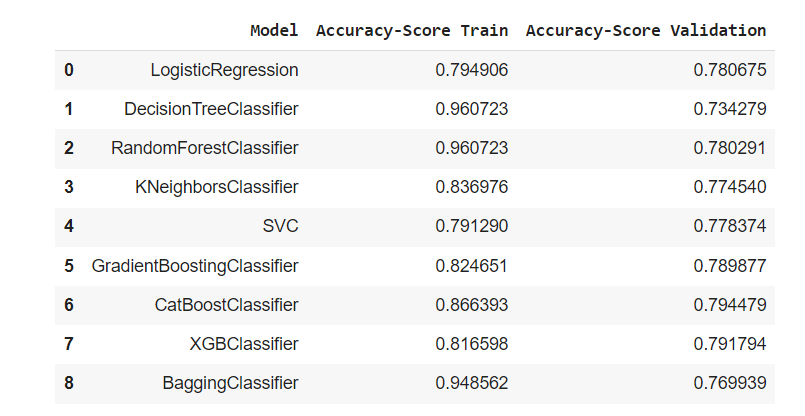 Model Accuracy-Score Train Accuracy-Score Validation
0 LogisticRegression 0.794906 0.780675
1 DecisionTreeClassifier 0.960723 0.734279
2 RandomForestClassifier 0.960723 0.780291
3 KNeighborsClassifier 0.836976 0.774540
4 SVC 0.791290 0.778374
5 GradientBoostingClassifier 0.824651 0.789877
6 CatBoostClassifier 0.866393 0.794479
7 XGBClassifier 0.816598 0.791794
8 BaggingClassifier 0.948562 0.769939